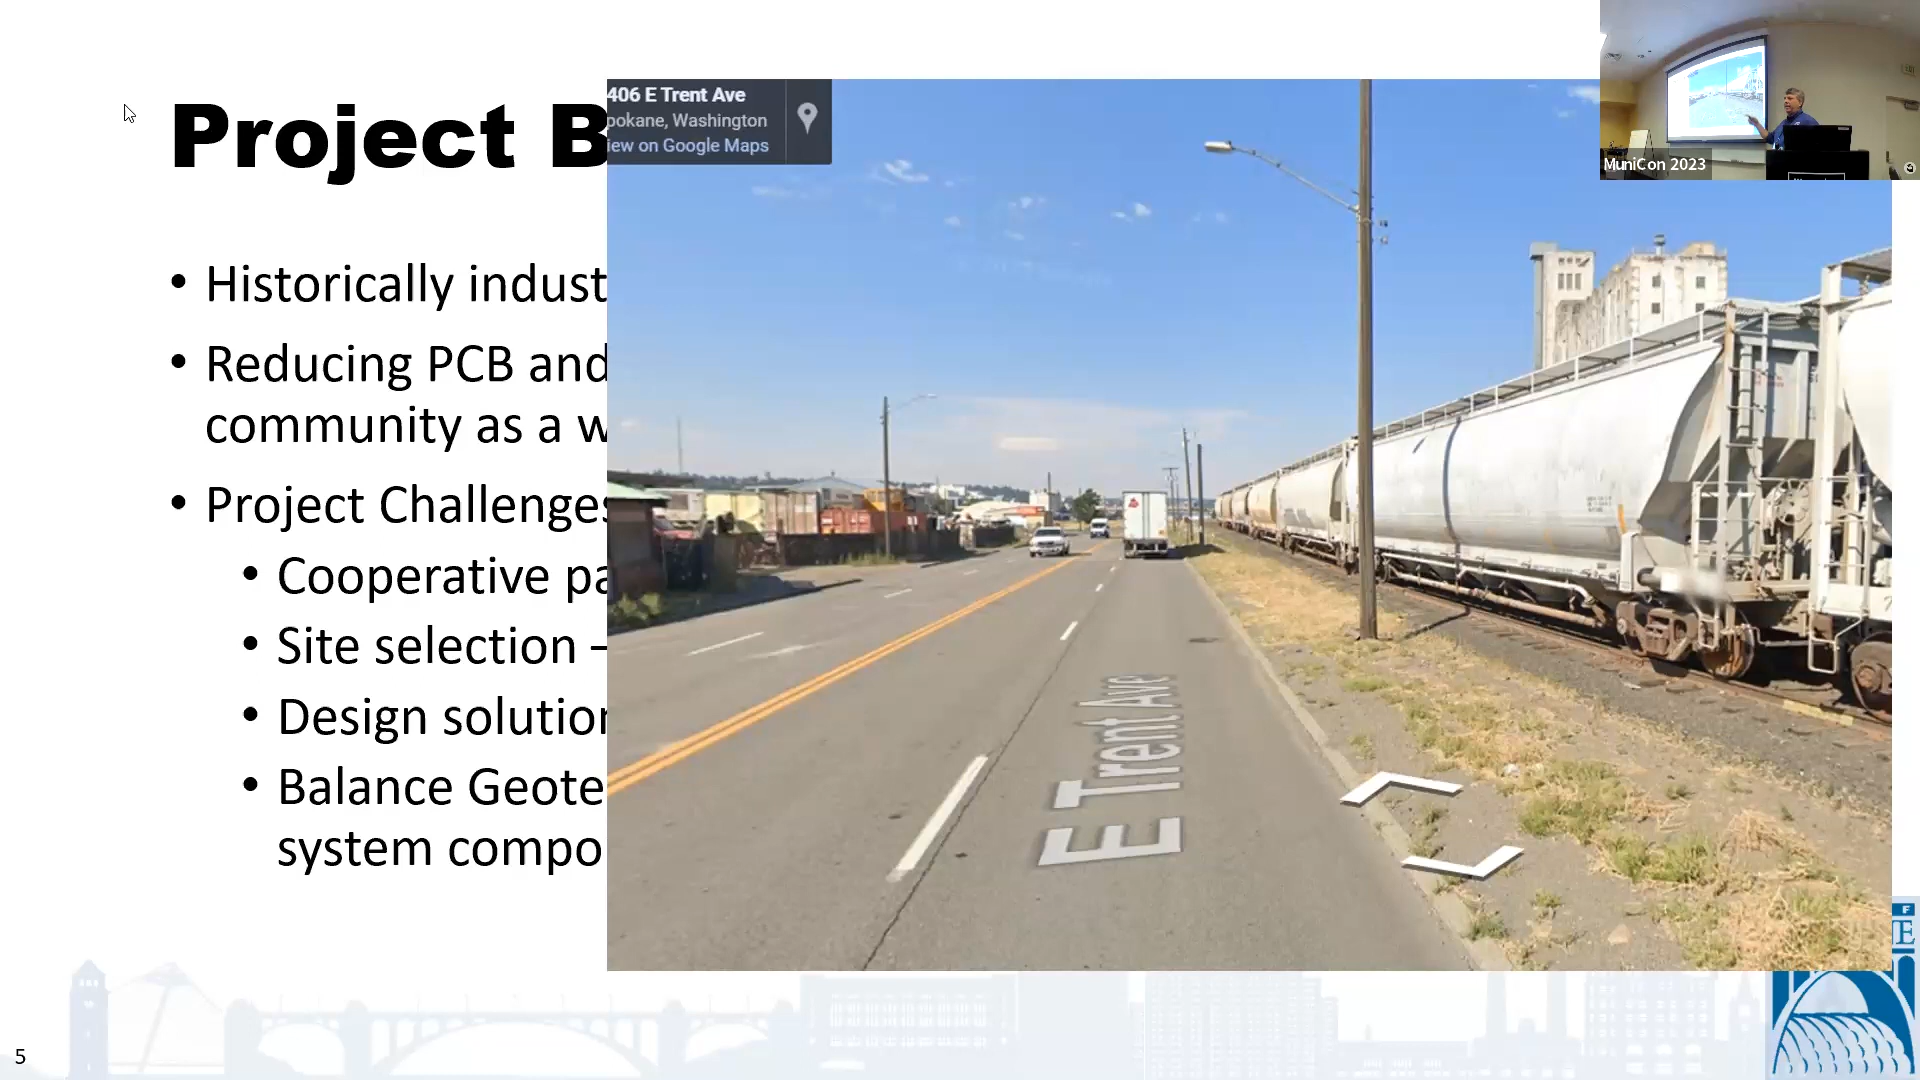 Project B
406 E Trent Ave
pokane, Washington
iew on Google Maps
MuniCon 2023
• Historically indust
• Reducing PCB and
community as a w
• Project Challenges
• Cooperative pa
• Site selection –
• Design solution
• Balance Geote
system compo
E Trent Ave
F
E
5